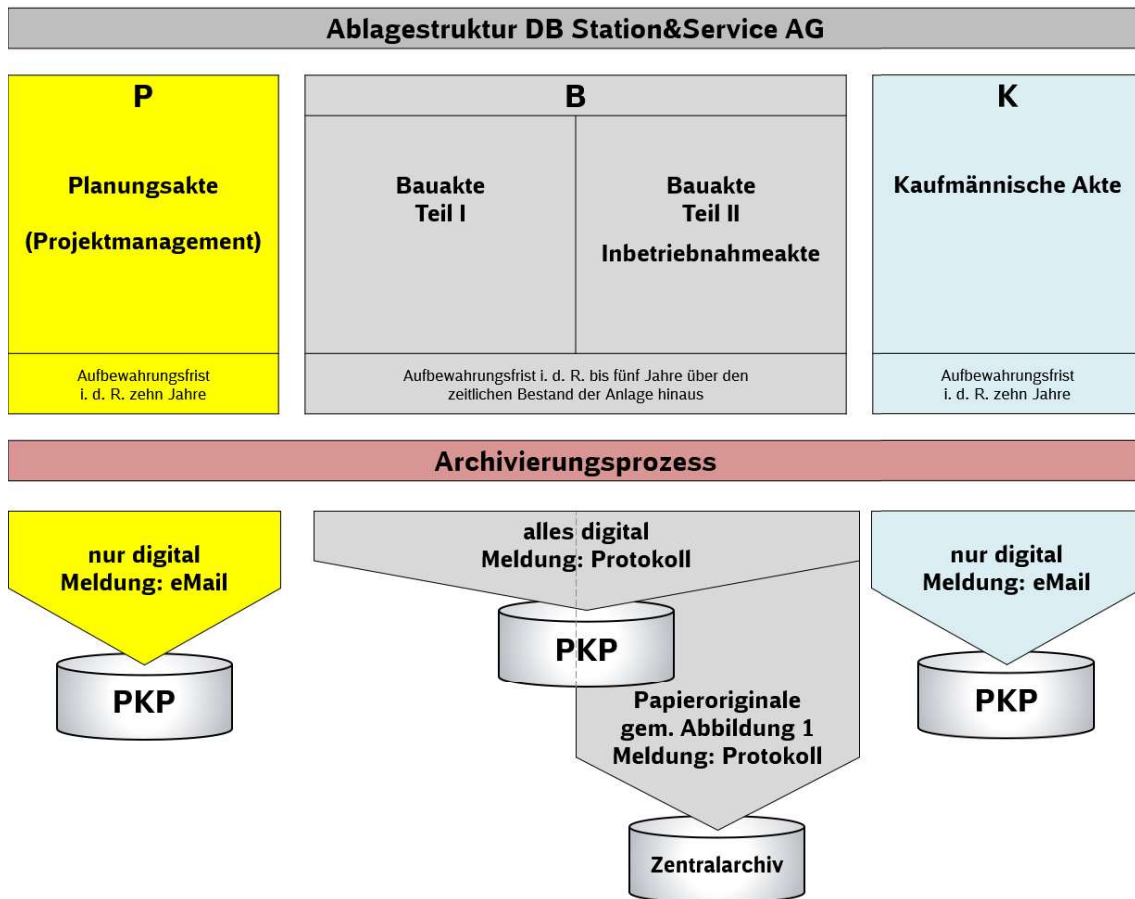 Ablagestruktur DB Station&Service AG
P
Planungsakte
(Projektmanagement)
Aufbewahrungsfrist
i. d. R. zehn Jahre
B
Bauakte
Teil I
Bauakte
Teil II
Inbetriebnahmeakte
Aufbewahrungsfrist i. d. R. bis fünf Jahre über den
zeitlichen Bestand der Anlage hinaus
K
Kaufmännische Akte
Aufbewahrungsfrist
i. d. R. zehn Jahre
Archivierungsprozess
nur digital
Meldung: eMail
PKP
alles digital
Meldung: Protokoll
PKP
Papieroriginale
gem. Abbildung 1
Meldung: Protokoll
Zentralarchiv
nur digital
Meldung: eMail
PKP